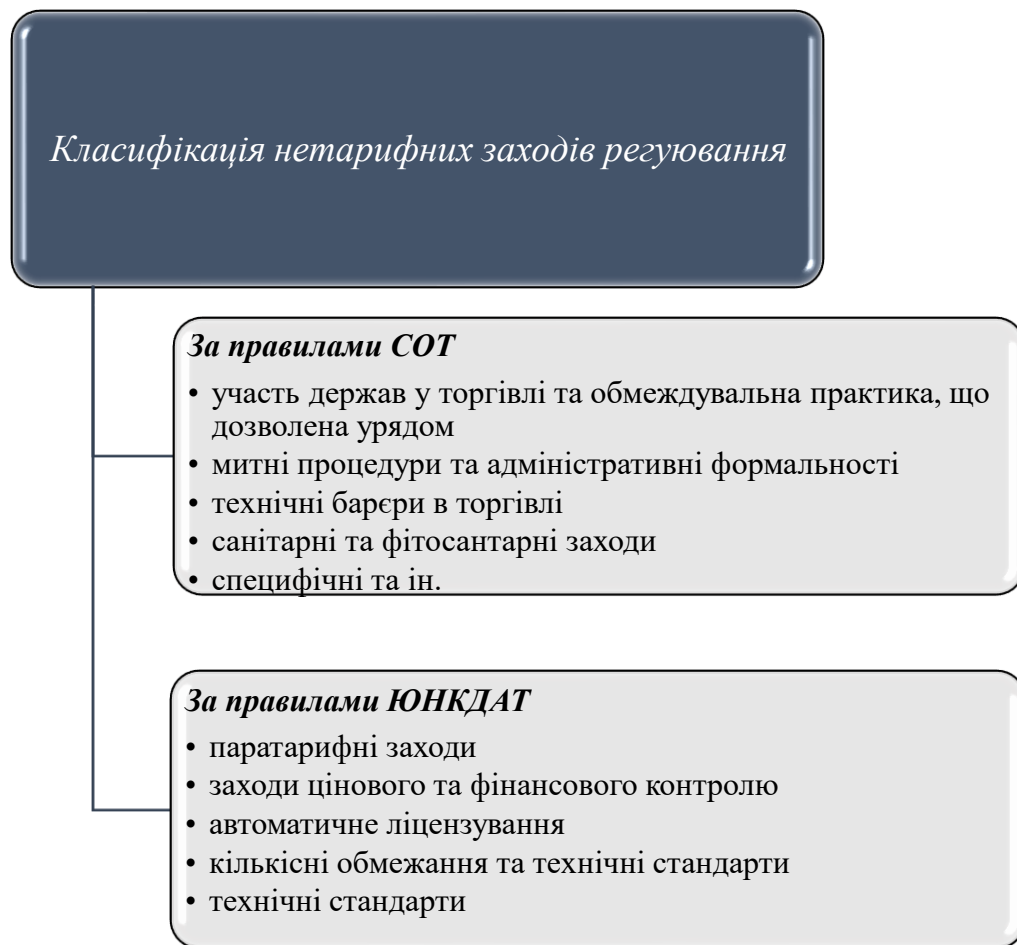 Класифікація нетарифних заходів регуювання
За правилами СОТ
• участь держав у торгівлі та обмеждувальна практика, що
дозволена урядом
• митні процедури та адміністративні формальності
• технічні барєри в торгівлі
• санітарні та фітосантарні заходи
• специфічні та ін.
За правилами ЮНКДАТ
• паратарифні заходи
• заходи цінового та фінансового контролю
• автоматичне ліцензування
• кількісні обмежання та технічні стандарти
• технічні стандарти